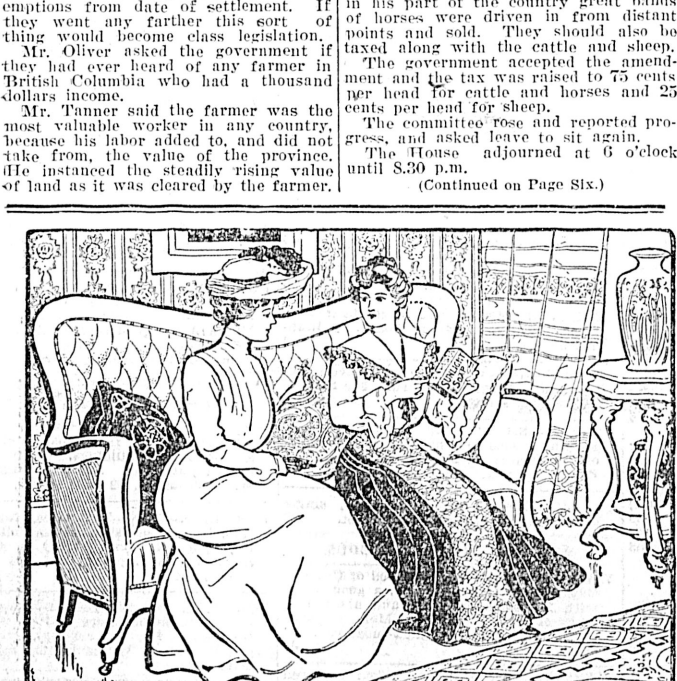 emptions from date of settlement. If
they went any farther this sort of
thing would become class legislation.
Mr. Oliver asked the government if
they had ever heard of any farmer in
British Columbia who had a thousand
dollars income.
Mr. Tanner said the farmer was the
most valuable worker in any country,
because his labor added to, and did not
take from, the value of the province.
He instanced the steadily rising value
of land as it was cleared by the farmer.
in his part of the country great bands
of horses were driven in from distant
points and sold. They should also be
taxed along with the cattle and sheep.
The government accepted the amend-
ment and the tax was raised to 75 cents
per head for cattle and horses and 25
cents per head for sheep.
The committee rose and reported pro-
gress, and asked leave to sit again.
The House adjourned at 6 o'clock
until 8.30 p.m.
(Continued on Page Six.)